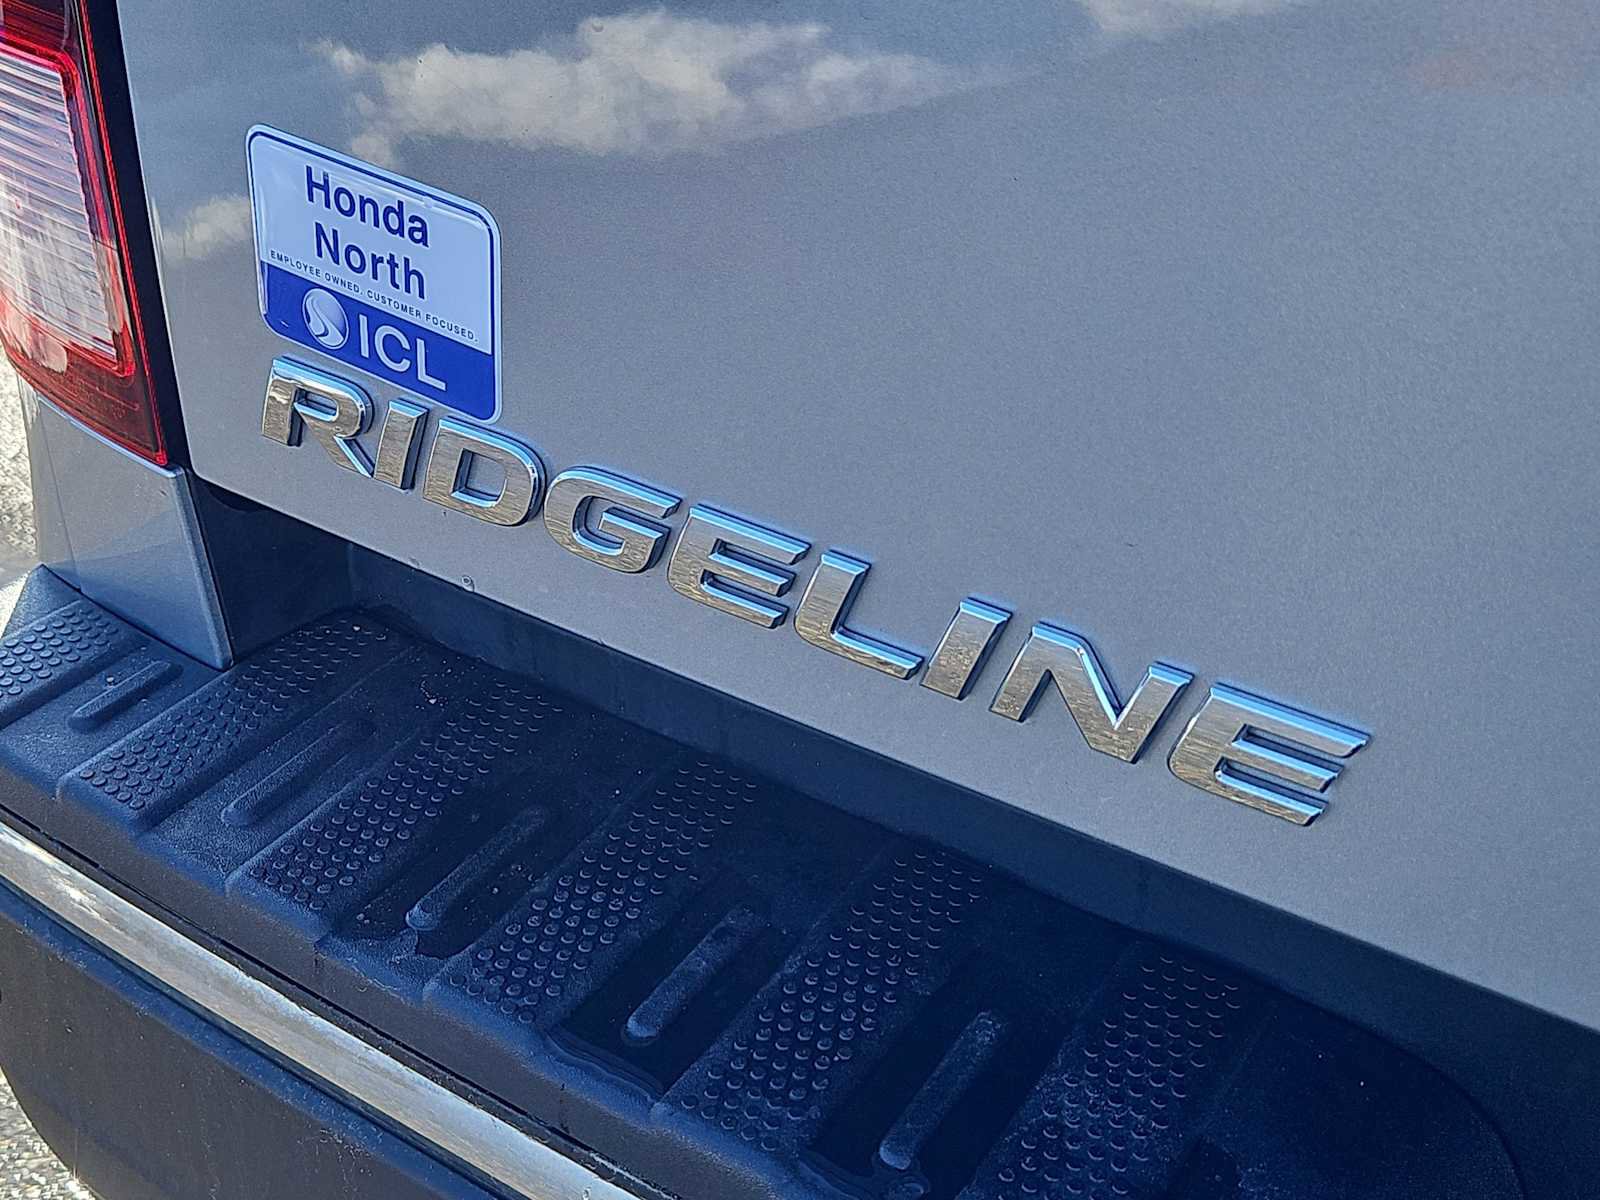 Honda
North
EMPLOYEE OWNED. CUSTOMER FOCUSED.
ICL
RIDGELINE